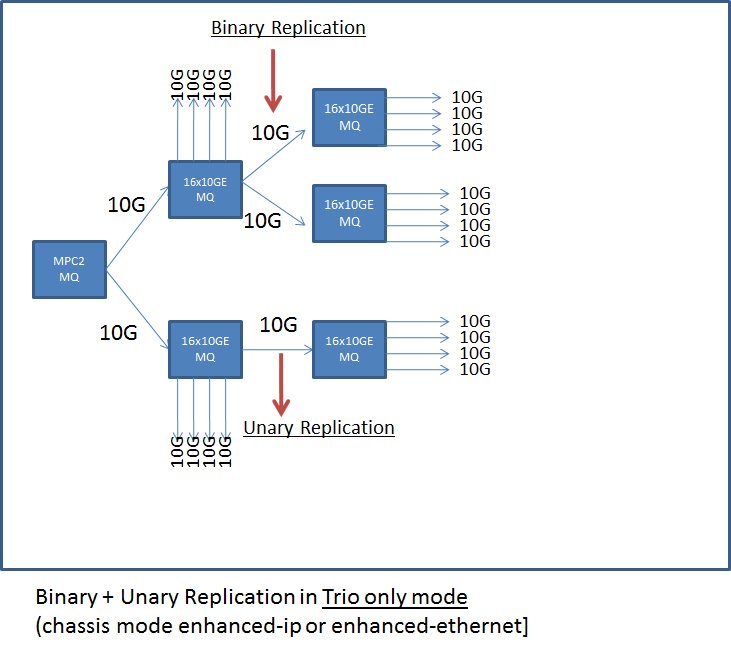 Binary Replication
10G
10G
10G
10G
16x10GE
MQ
10G
10G
10G
10G
10G
16x10GE
MQ
10G
10G
16x10GE
MQ
10G
10G
10G
10G
MPC2
MQ
10G
16x10GE
MQ
10G
16x10GE
MQ
10G
10G
10G
10G
Unary Replication
10G
10G
10G
10G
Binary + Unary Replication in Trio only mode
(chassis mode enhanced-ip or enhanced-ethernet]